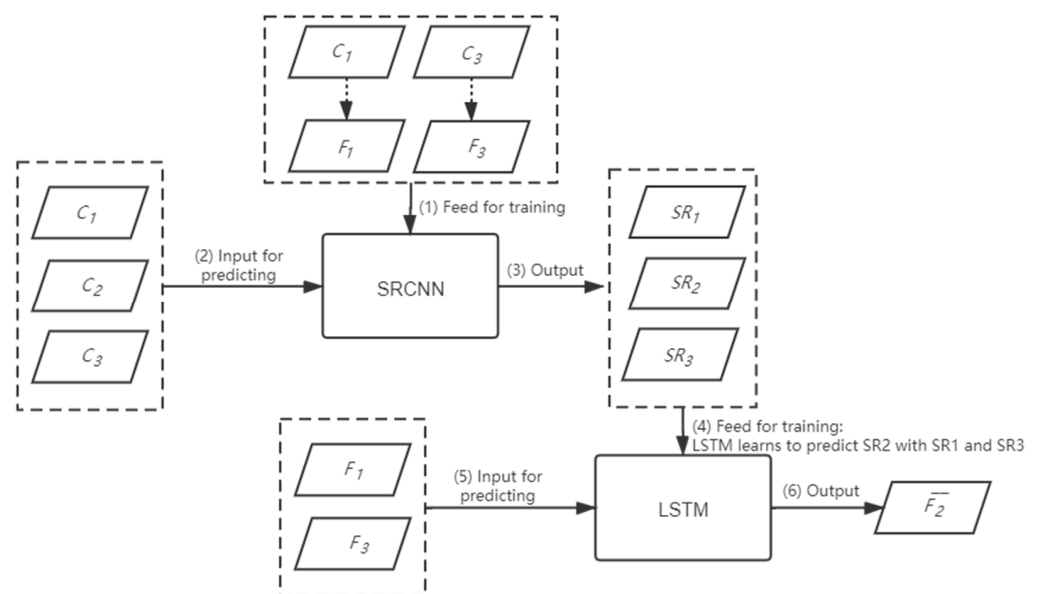 C1
C3
F1
F3
(1) Feed for training
C1
C2
C3
(2) Input for
predicting
SRCNN
(3) Output
SR1
SR2
SR3
(4) Feed for training:
LSTM learns to predict SR2 with SR1 and SR3
F1
F3
(5) Input for
predicting
LSTM
(6) Output
F̅2